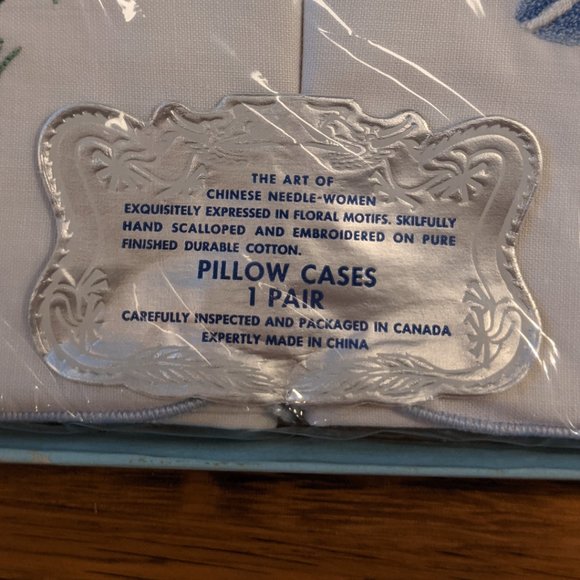 THE ART OF
CHINESE NEEDLE-WOMEN
EXQUISITELY EXPRESSED IN FLORAL MOTIFS. SKILFULLY
HAND SCALLOPED AND EMBROIDERED ON PURE
FINISHED DURABLE COTTON.
PILLOW CASES
1 PAIR
CAREFULLY INSPECTED AND PACKAGED IN CANADA
EXPERTLY MADE IN CHINA